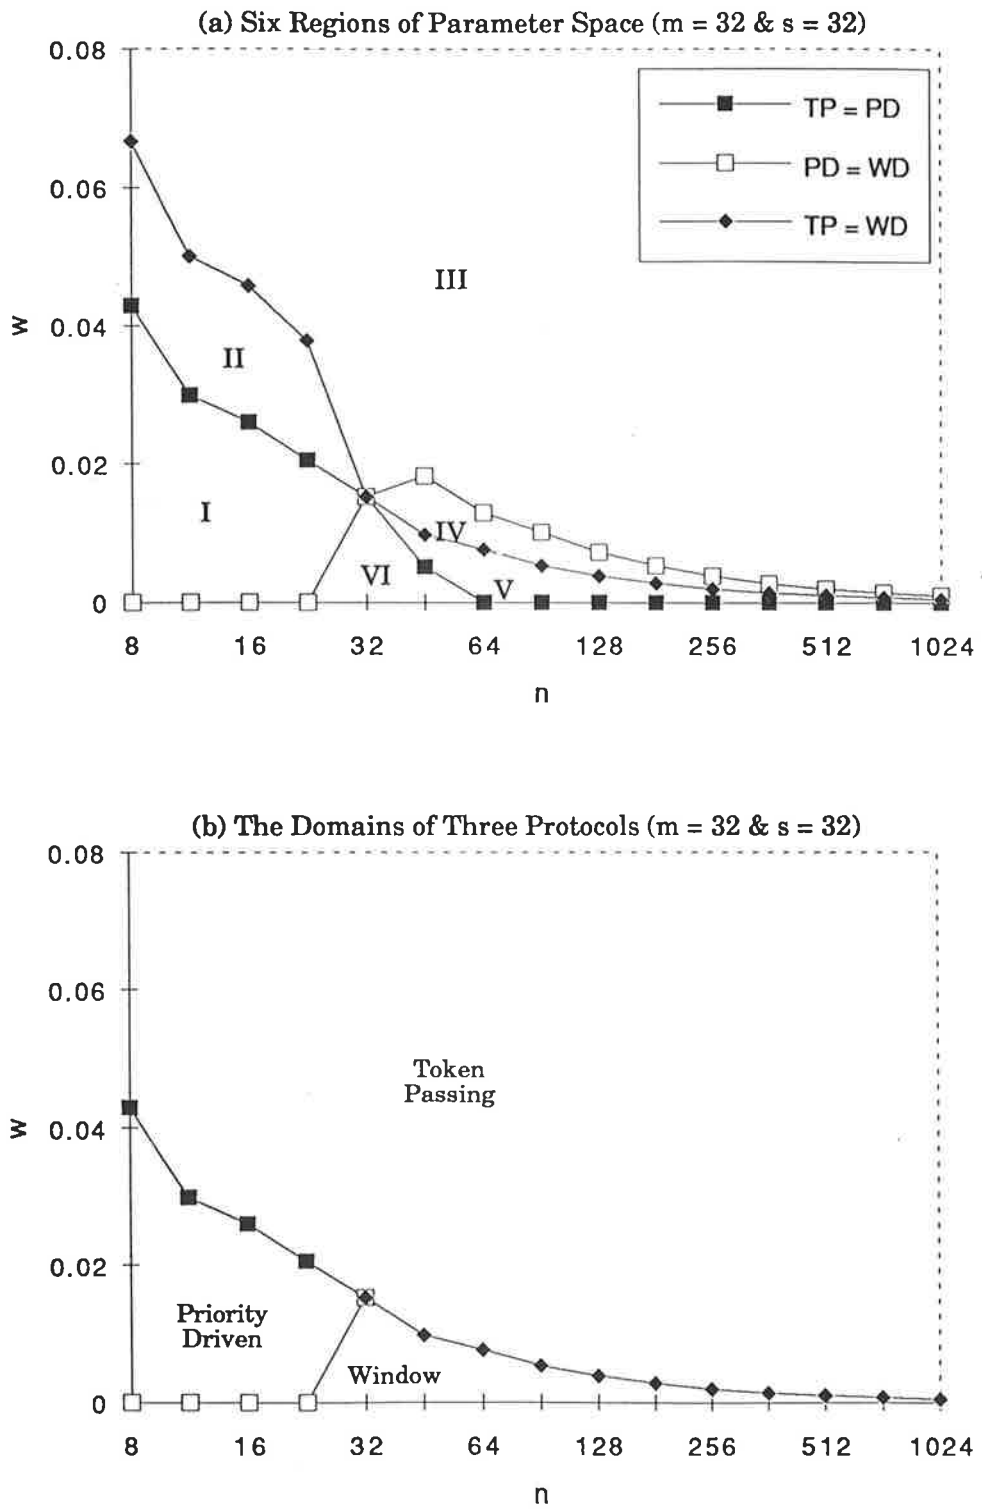 (a) Six Regions of Parameter Space (m = 32 & s = 32)
0.08
0.06
0.04
0.02
0
w
TP = PD
PD = WD
TP = WD
III
II
I
IV
VI
V
8 16 32 64 128 256 512 1024
n
(b) The Domains of Three Protocols (m = 32 & s = 32)
0.08
0.06
0.04
0.02
0
w
Token
Passing
Priority
Driven
Window
8 16 32 64 128 256 512 1024
n